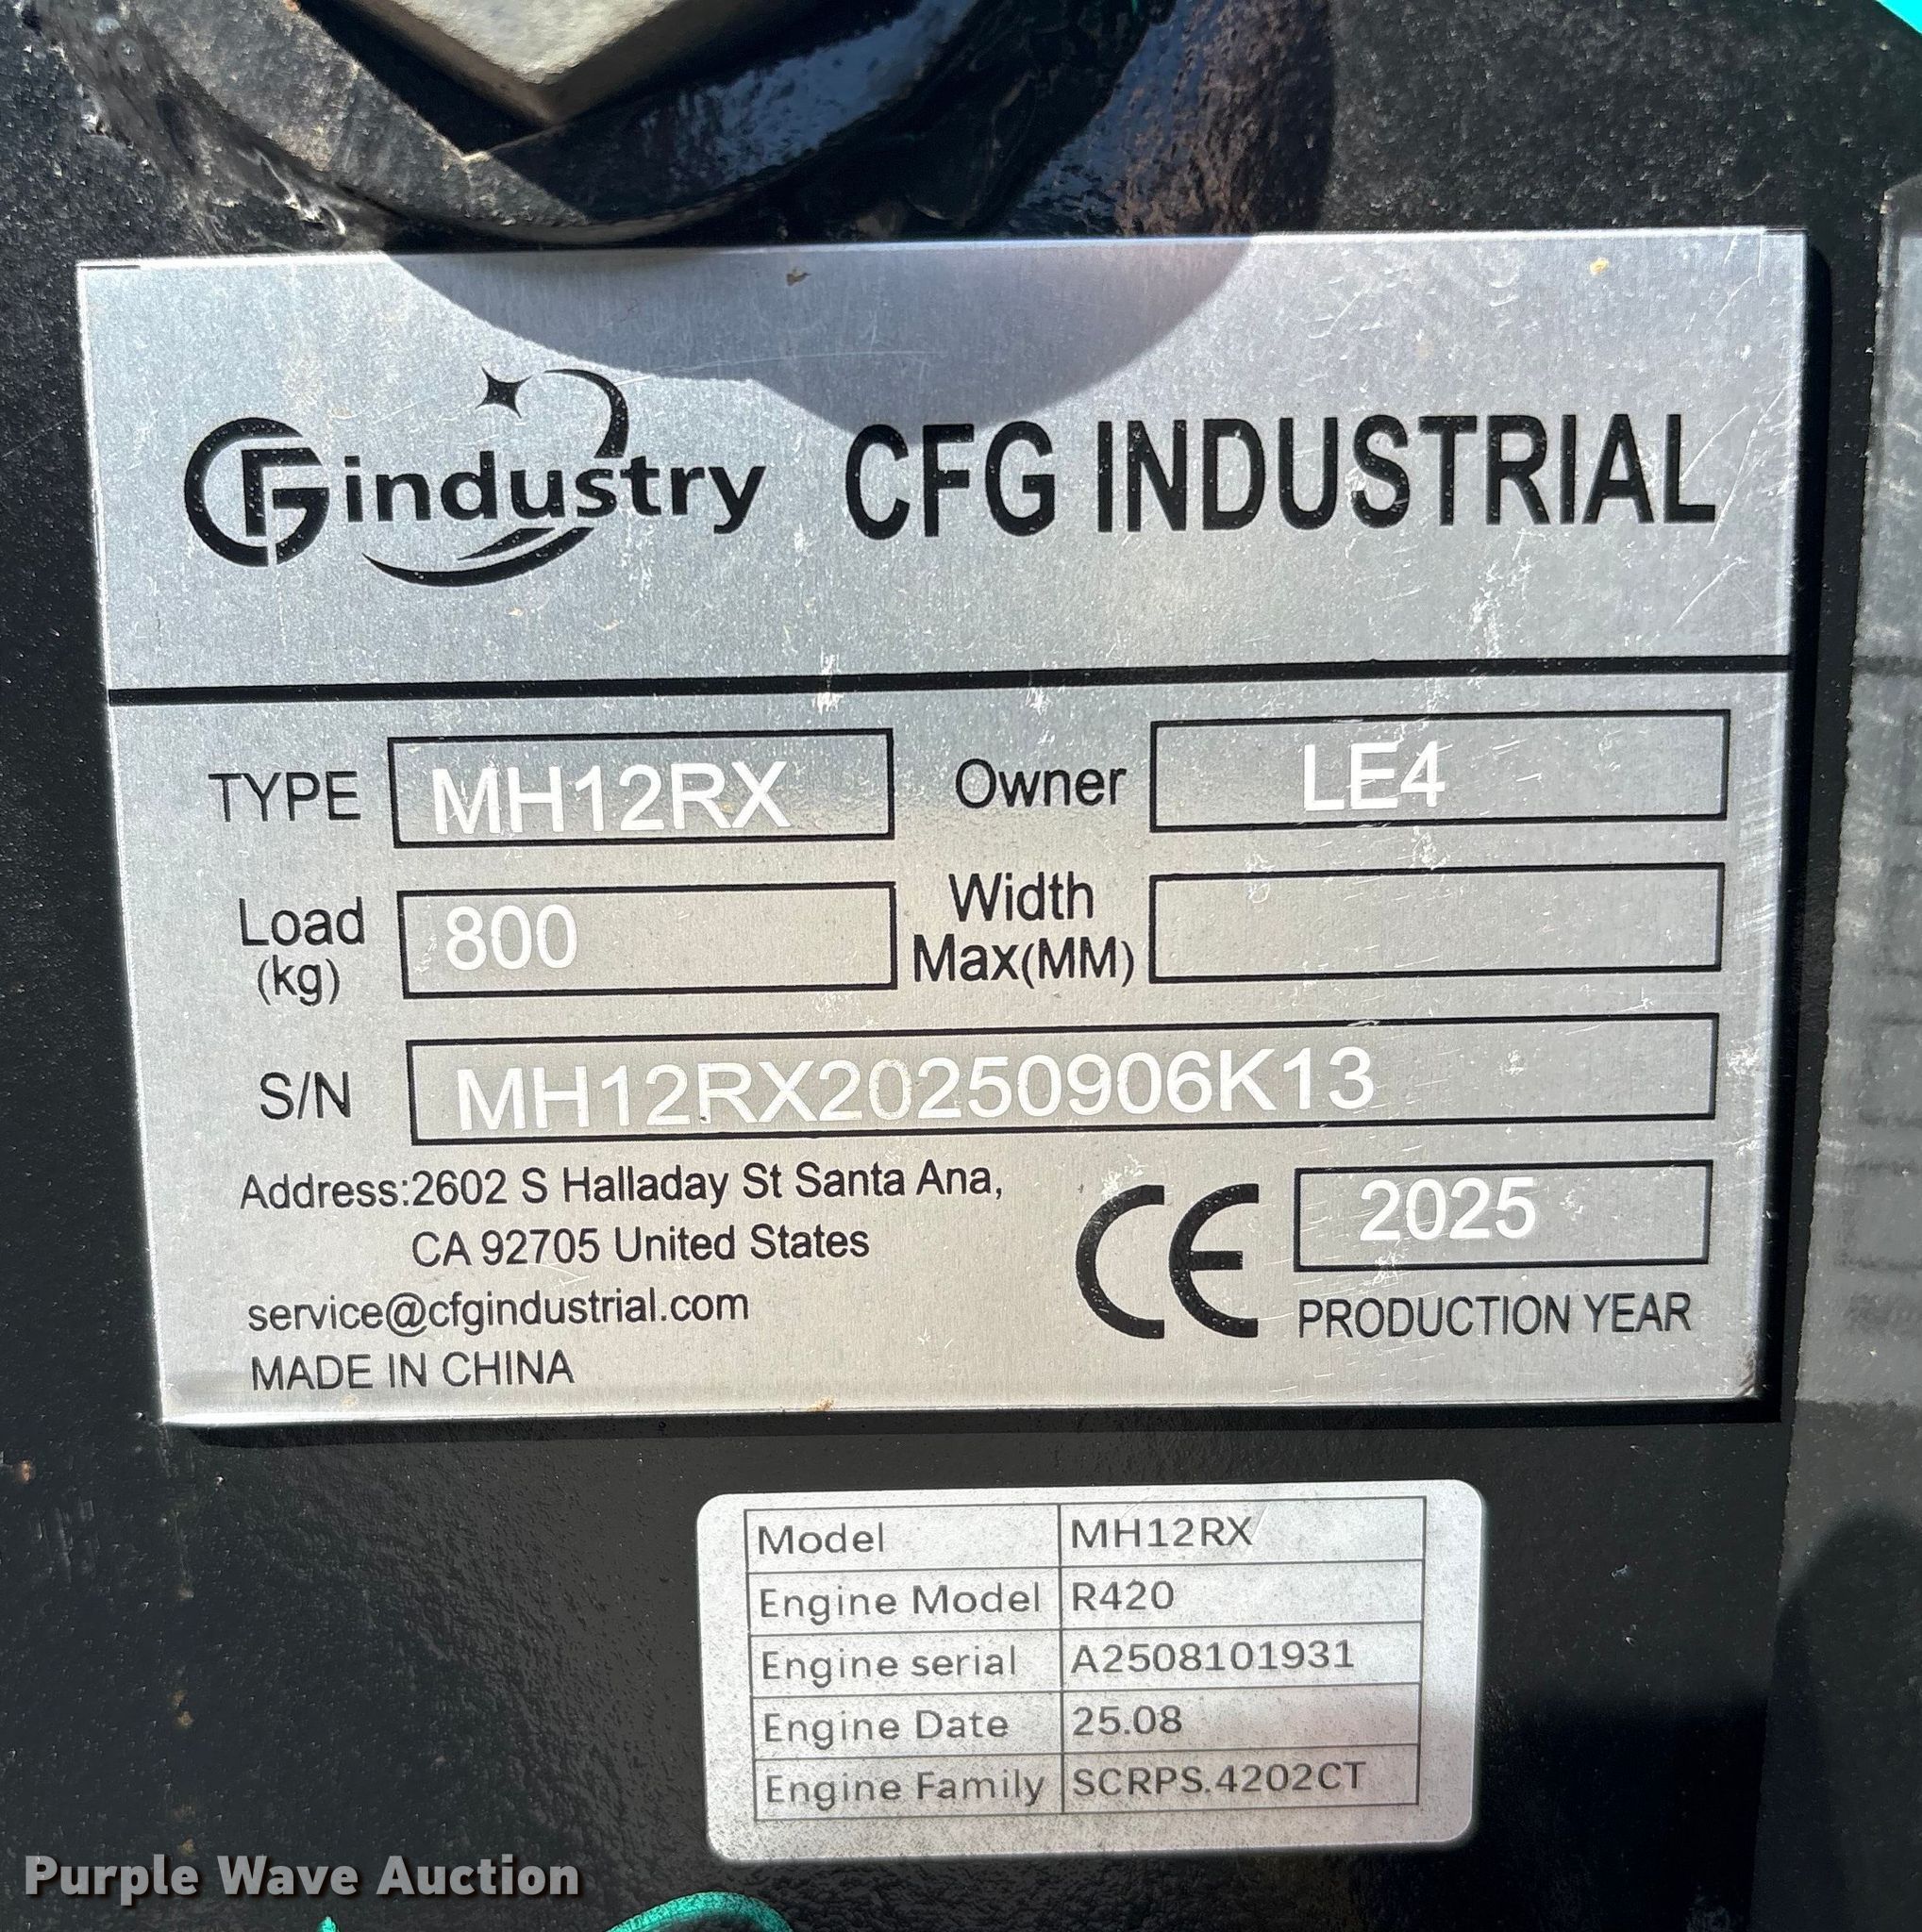 CFG industry CFG INDUSTRIAL
TYPE MH12RX Owner LE4
Load (kg) 800 Width Max(MM)
S/N MH12RX20250906K13
Address:2602 S Halladay St Santa Ana,
CA 92705 United States
service@cfgindustrial.com
MADE IN CHINA
CE 2025
PRODUCTION YEAR
Model MH12RX
Engine Model R420
Engine serial A2508101931
Engine Date 25.08
Engine Family SCRPS.4202CT
Purple Wave Auction